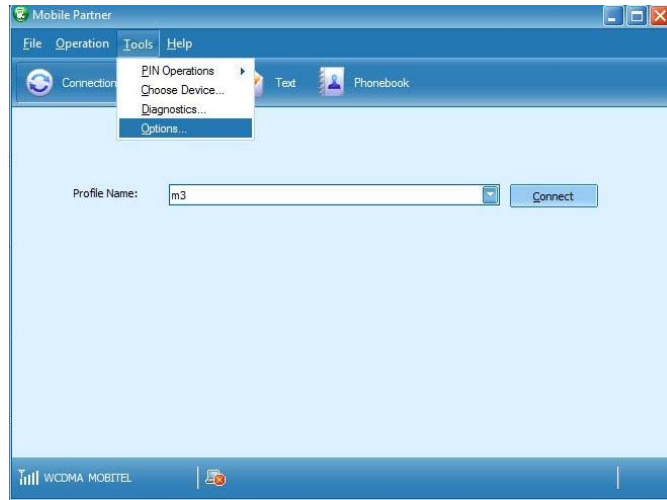 Mobile Partner
File Operation Tools Help
PIN Operations
Choose Device...
Diagnostics...
Options...
Connection
Text
Phonebook
Profile Name:
m3
Connect
WCDMA MOBITEL